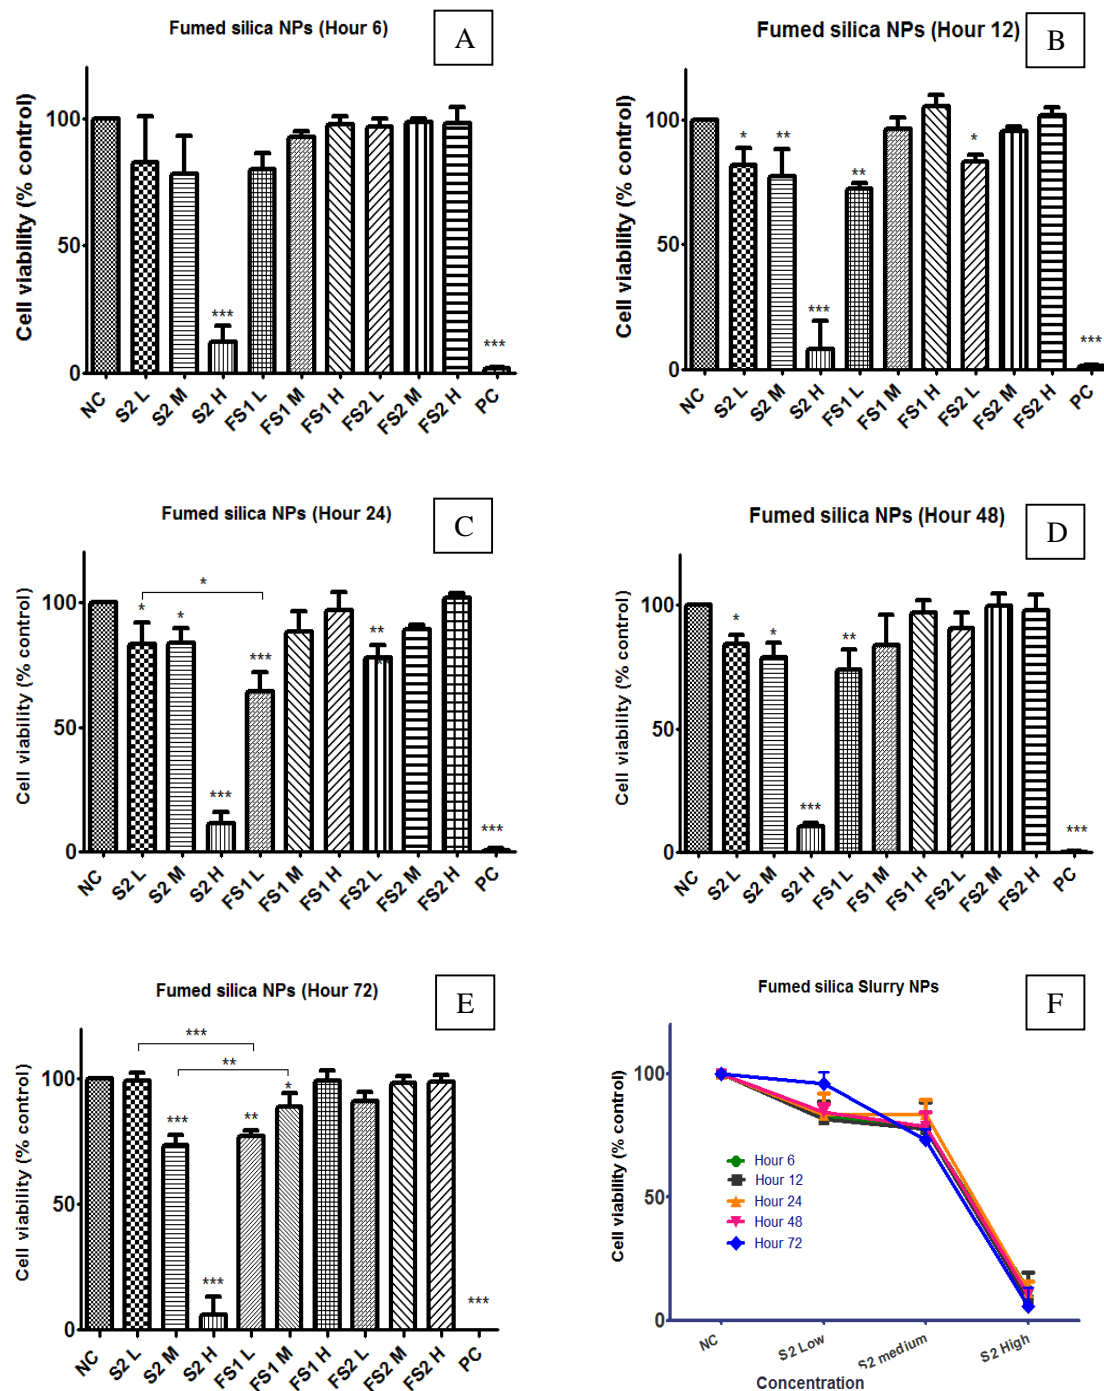 Fumed silica NPs (Hour 6)
A
Cell viability (% control)
100
50
0
***
***
NC
S2 L
S2 M
S2 H
FS1 L
FS1 M
FS1 H
FS2 L
FS2 M
FS2 H
PC
Fumed silica NPs (Hour 12)
B
Cell viability (% control)
100
50
0
*
**
***
**
*
***
NC
S2 L
S2 M
S2 H
FS1 L
FS1 M
FS1 H
FS2 L
FS2 M
FS2 H
PC
Fumed silica NPs (Hour 24)
C
Cell viability (% control)
100
50
0
*
*
*
***
***
**
***
NC
S2 L
S2 M
S2 H
FS1 L
FS1 M
FS1 H
FS2 L
FS2 M
FS2 H
PC
Fumed silica NPs (Hour 48)
D
Cell viability (% control)
100
50
0
*
*
***
**
***
NC
S2 L
S2 M
S2 H
FS1 L
FS1 M
FS1 H
FS2 L
FS2 M
FS2 H
PC
Fumed silica NPs (Hour 72)
E
Cell viability (% control)
100
50
0
***
**
***
***
**
*
***
NC
S2 L
S2 M
S2 H
FS1 L
FS1 M
FS1 H
FS2 L
FS2 M
FS2 H
PC
Fumed silica Slurry NPs
F
Cell viability (% control)
100
50
0
Hour 6
Hour 12
Hour 24
Hour 48
Hour 72
NC
S2 Low
S2 medium
S2 High
Concentration